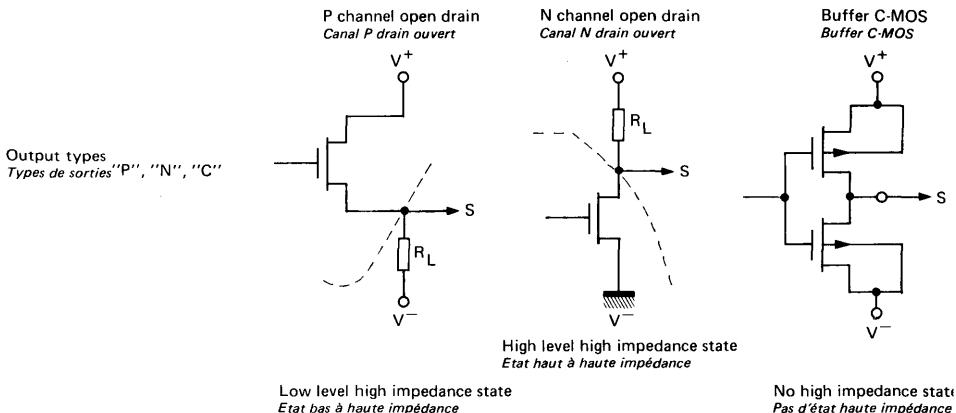 P channel open drain
Canal P drain ouvert
N channel open drain
Canal N drain ouvert
Buffer C-MOS
Buffer C-MOS
V+
V+
V+
RL
Output types
Types de sorties "P", "N", "C"
S
S
S
RL
V−
V−
V−
High level high impedance state
Etat haut à haute impédance
Low level high impedance state
Etat bas à haute impédance
No high impedance state
Pas d'état haute impédance